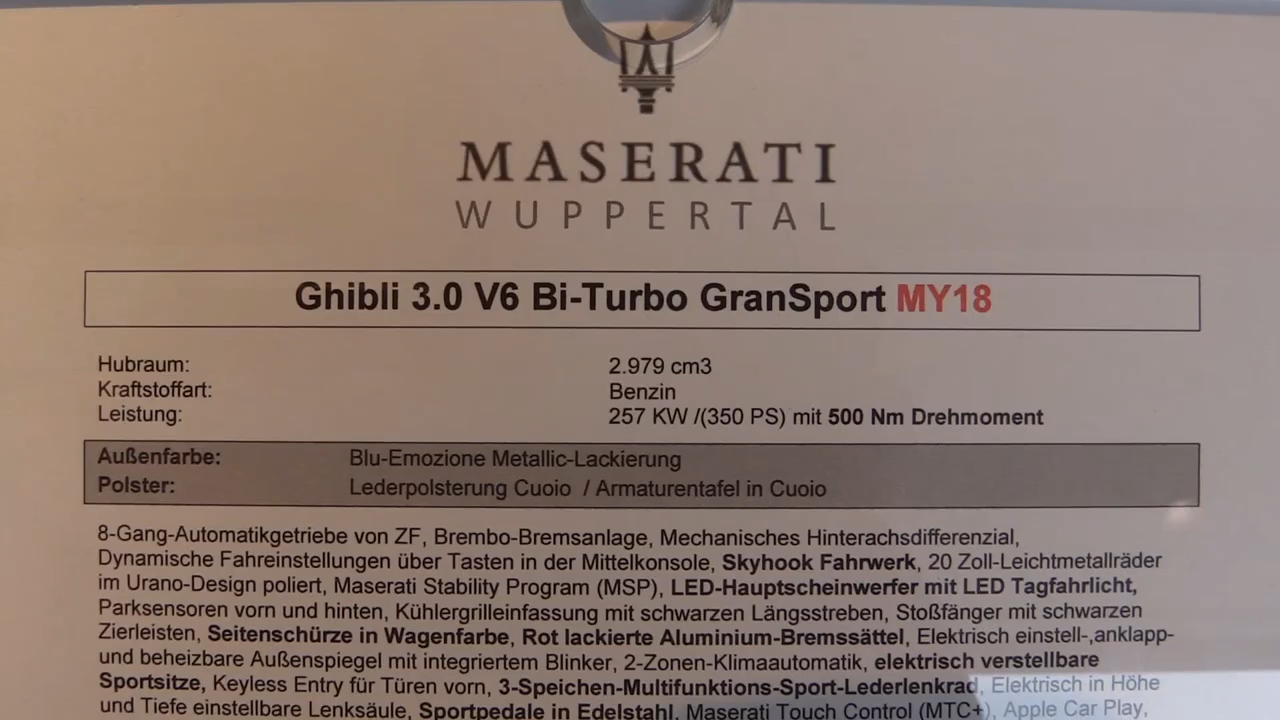 MASERATI
WUPPERTAL
Ghibli 3.0 V6 Bi-Turbo GranSport MY18
Hubraum: 2.979 cm3
Kraftstoffart: Benzin
Leistung: 257 KW /(350 PS) mit 500 Nm Drehmoment
Außenfarbe: Blu-Emozione Metallic-Lackierung
Polster: Lederpolsterung Cuoio / Armaturentafel in Cuoio
8-Gang-Automatikgetriebe von ZF, Brembo-Bremsanlage, Mechanisches Hinterachsdifferenzial,
Dynamische Fahreinstellungen über Tasten in der Mittelkonsole, Skyhook Fahrwerk, 20 Zoll-Leichtmetallräder
im Urano-Design poliert, Maserati Stability Program (MSP), LED-Hauptscheinwerfer mit LED Tagfahrlicht,
Parksensoren vorn und hinten, Kühlergrilleinfassung mit schwarzen Längsstreben, Stoßfänger mit schwarzen
Zierleisten, Seitenschürze in Wagenfarbe, Rot lackierte Aluminium-Bremssättel, Elektrisch einstell-,anklapp-
und beheizbare Außenspiegel mit integriertem Blinker, 2-Zonen-Klimaautomatik, elektrisch verstellbare
Sportsitze, Keyless Entry für Türen vorn, 3-Speichen-Multifunktions-Sport-Lederlenkrad, Elektrisch in Höhe
und Tiefe einstellbare Lenksäule, Sportpedale in Edelstahl, Maserati Touch Control (MTC+), Apple Car Play,